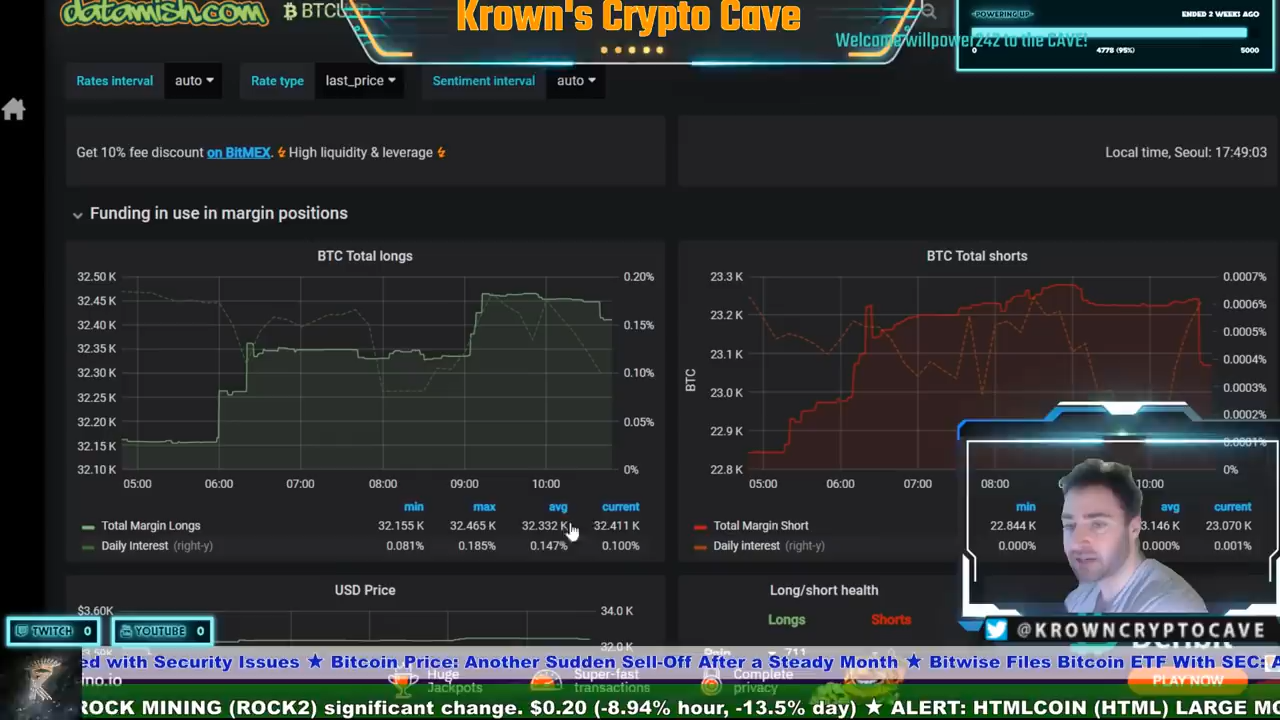 datamish.com
BTCUSD
Krown's Crypto Cave
Welcome willpower242 to the CAVE!
POWERING UP
ENDED 2 WEEKS AGO
0 4778 (95%) 5000
Rates interval auto Rate type last_price Sentiment interval auto
Get 10% fee discount on BitMEX. High liquidity & leverage
Local time, Seoul: 17:49:03
Funding in use in margin positions
BTC Total longs
32.50 K
32.45 K
32.40 K
32.35 K
32.30 K
32.25 K
32.20 K
32.15 K
32.10 K
0.20%
0.15%
0.10%
0.05%
0%
05:00 06:00 07:00 08:00 09:00 10:00
min max avg current
Total Margin Longs 32.155 K 32.465 K 32.332 K 32.411 K
Daily Interest (right-y) 0.081% 0.185% 0.147% 0.100%
BTC Total shorts
23.3 K
23.2 K
23.1 K
23.0 K
22.9 K
22.8 K
BTC
0.0007%
0.0006%
0.0005%
0.0004%
0.0003%
0.0002%
0.0001%
0%
05:00 06:00 07:00 08:00 09:00 10:00
min avg current
Total Margin Short 22.844 K 3.146 K 23.070 K
Daily interest (right-y) 0.000% 0.000% 0.001%
USD Price
$3.60K
34.0 K
32.0 K
Long/short health
Longs Shorts
711
TWITCH 0
YOUTUBE 0
@KROWNCRYPTOCAVE
ed with Security Issues ★ Bitcoin Price: Another Sudden Sell-Off After a Steady Month ★ Bitwise Files Bitcoin ETF With SEC: A
no.io
Huge Jackpots
Super-fast transactions
Complete privacy
PLAY NOW
ROCK MINING (ROCK2) significant change. $0.20 (-8.94% hour, -13.5% day) ★ ALERT: HTMLCOIN (HTML) LARGE MO